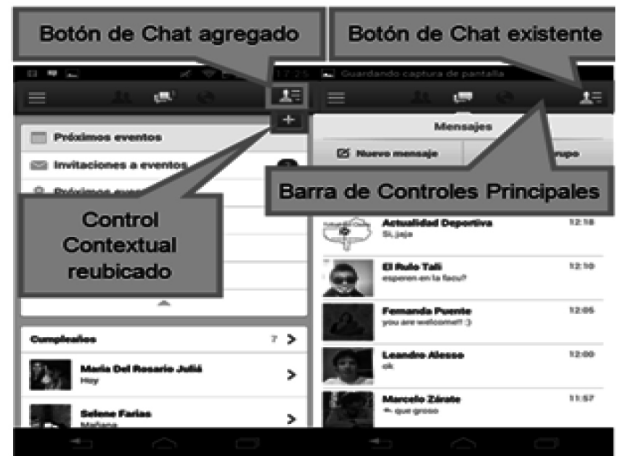 Botón de Chat agregado
Botón de Chat existente
17:25
Guardando captura de pantalla
Próximos eventos
Invitaciones a eventos
Control
Contextual
reubicado
Cumpleaños 7
Maria Del Rosario Juliá
Hoy
Selene Farias
Mañana
Mensajes
Nuevo mensaje
Barra de Controles Principales
Actualidad Deportiva 12:18
Si, jaja
El Rulo Tali 12:10
esperen en la facu?
Fernanda Puente 12:05
you are welcome!! :)
Leandro Alesso 12:00
ok
Marcelo Zárate 11:57
que groso